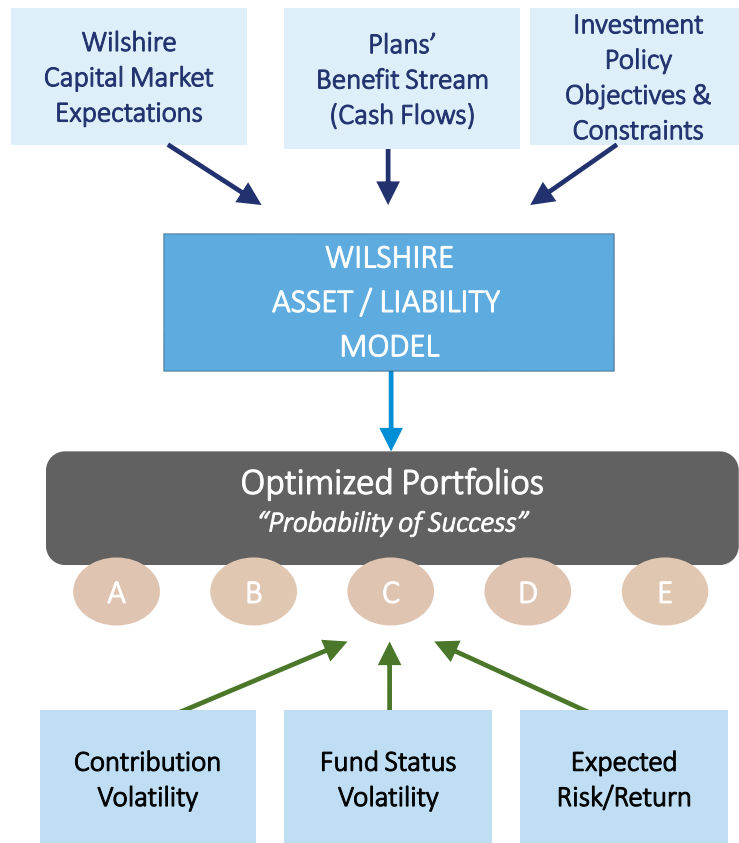 Wilshire
Capital Market
Expectations
Plans’
Benefit Stream
(Cash Flows)
Investment
Policy
Objectives &
Constraints
WILSHIRE
ASSET / LIABILITY
MODEL
Optimized Portfolios
“Probability of Success”
A
B
C
D
E
Contribution
Volatility
Fund Status
Volatility
Expected
Risk/Return